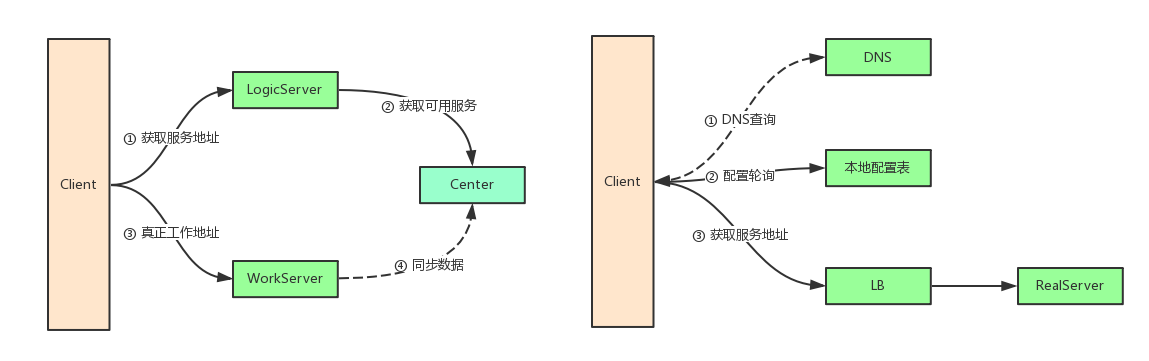 Client
LogicServer
① 获取服务地址
② 获取可用服务
Center
③ 真正工作地址
WorkServer
④ 同步数据
Client
DNS
① DNS查询
② 配置轮询
本地配置表
③ 获取服务地址
LB
RealServer